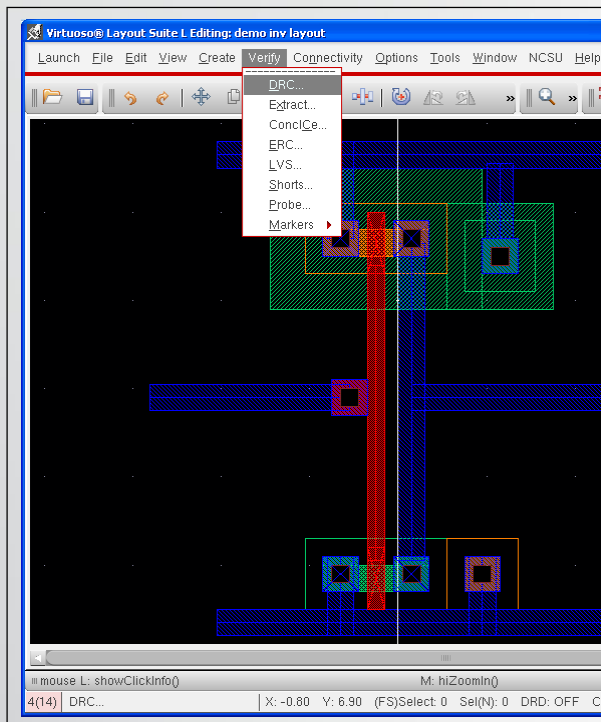 Virtuoso® Layout Suite L Editing: demo inv layout
Launch File Edit View Create Verify Connectivity Options Tools Window NCSU Help
» »
DRC...
Extract...
ConclCe...
ERC...
LVS...
Shorts...
Probe...
Markers
mouse L: showClickInfo() M: hiZoomIn()
4(14) DRC... X: -0.80 Y: 6.90 (FS)Select: 0 Sel(N): 0 DRD: OFF C